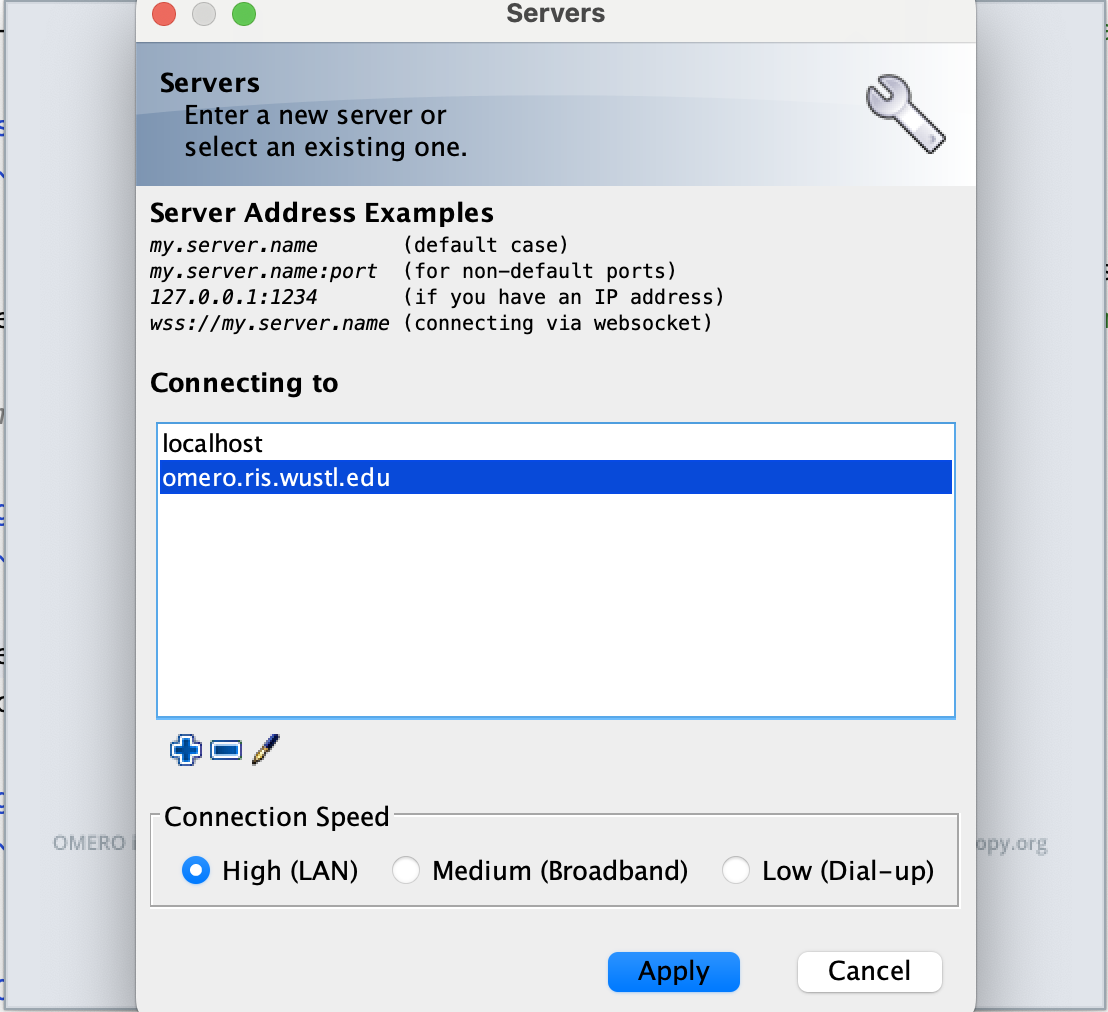 Servers
Servers
Enter a new server or
select an existing one.
Server Address Examples
my.server.name (default case)
my.server.name:port (for non-default ports)
127.0.0.1:1234 (if you have an IP address)
wss://my.server.name (connecting via websocket)
Connecting to
localhost
omero.ris.wustl.edu
Connection Speed
OMERO
opy.org
High (LAN) Medium (Broadband) Low (Dial-up)
Apply Cancel